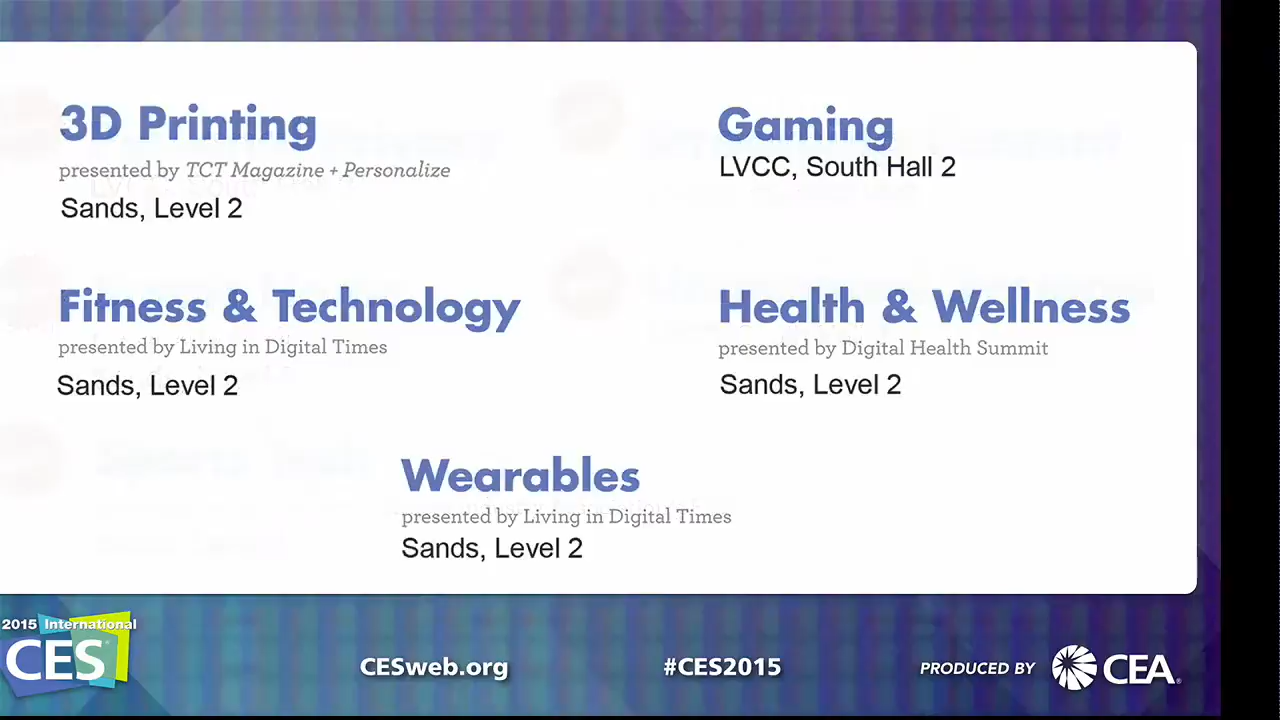 3D Printing
presented by TCT Magazine + Personalize
Sands, Level 2
Gaming
LVCC, South Hall 2
Fitness & Technology
presented by Living in Digital Times
Sands, Level 2
Health & Wellness
presented by Digital Health Summit
Sands, Level 2
Wearables
presented by Living in Digital Times
Sands, Level 2
2015 International
CES
CESweb.org
#CES2015
PRODUCED BY
CEA